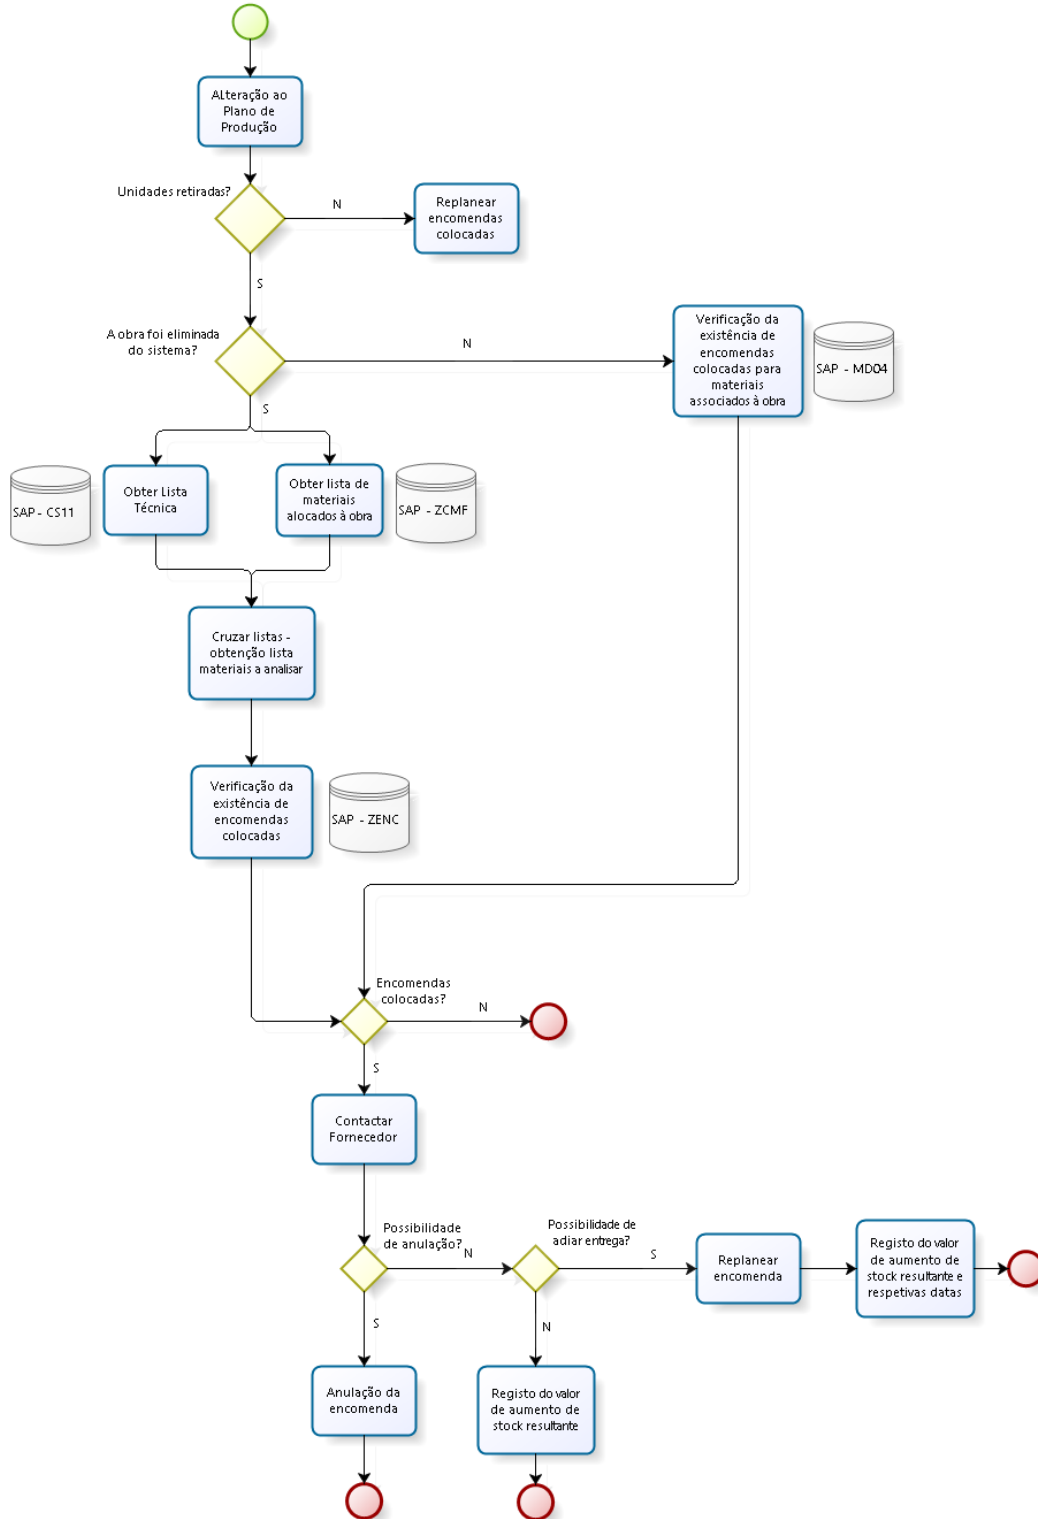 ALteração ao
Plano de
Produção
Unidades retiradas?
N
Replanear
encomendas
colocadas
S
A obra foi eliminada
do sistema?
N
Verificação da
existência de
encomendas
colocadas para
materiais
associados à obra
SAP - MD04
S
SAP - CS11
Obter Lista
Técnica
Obter lista de
materiais
alocados à obra
SAP - ZCMF
Cruzar listas -
obtenção lista
materiais a analisar
Verificação da
existência de
encomendas
colocadas
SAP - ZENC
Encomendas
colocadas?
N
S
Contactar
Fornecedor
Possibilidade
de anulação?
N
Possibilidade de
adiar entrega?
S
Replanear
encomenda
Registo do valor
de aumento de
stock resultante e
respetivas datas
S
N
Anulação da
encomenda
Registo do valor
de aumento de
stock resultante